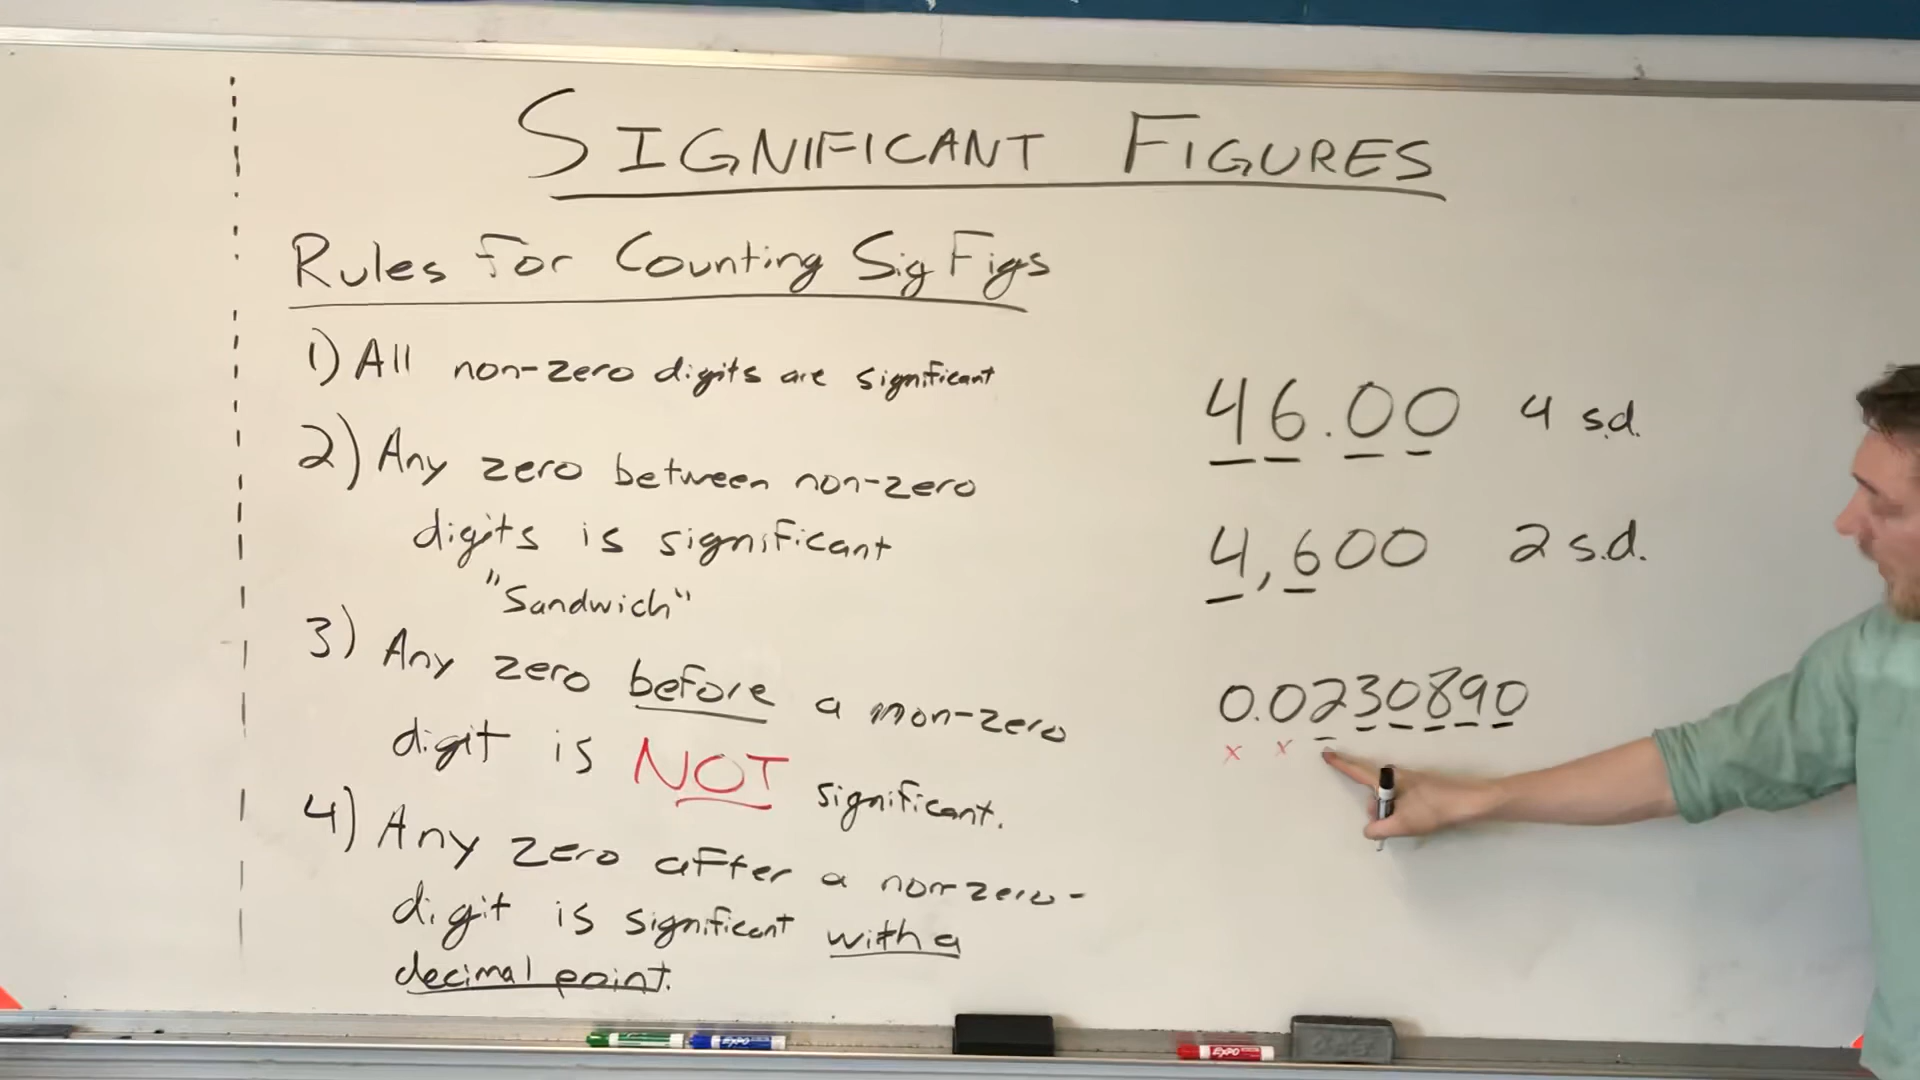 SIGNIFICANT FIGURES
Rules for Counting Sig Figs
1) All non-zero digits are significant
2) Any zero between non-zero
digits is significant
"Sandwich"
3) Any zero before a non-zero
digit is NOT significant.
4) Any zero after a non-zero-
digit is significant with a
decimal point.
46.00 4 s.d.
4,600 2 s.d.
0.0230890
x x
EXPO
EXPO